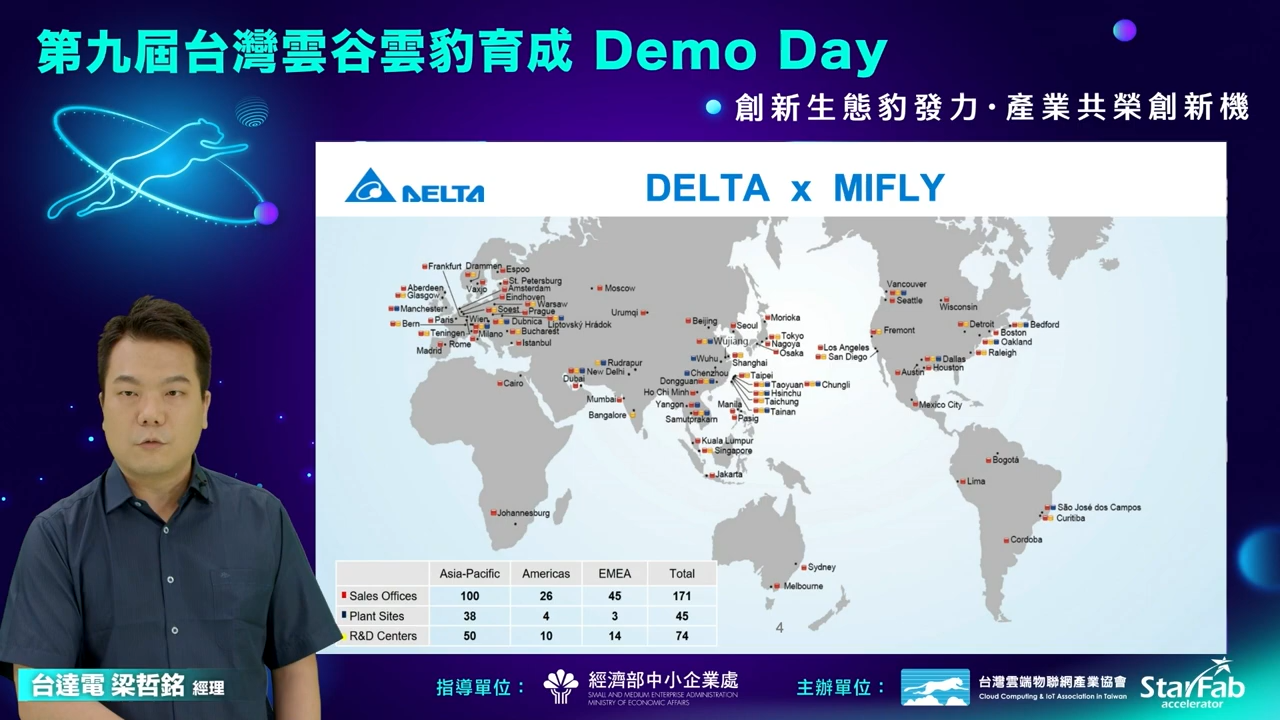 第九屆台灣雲谷雲豹育成 Demo Day
創新生態豹發力·產業共榮創新機
DELTA
DELTA x MIFLY
Frankfurt
Drammen
Espoo
St. Petersburg
Aberdeen
Vaxjo
Amsterdam
Glasgow
Eindhoven
Warsaw
Manchester
Soest
Prague
Paris
Wien
Dubnica
Liptovský Hrádok
Bern
Teningen
Milano
Bucharest
Madrid
Rome
Istanbul
Moscow
Urumqi
Beijing
Seoul
Morioka
Tokyo
Nagoya
Osaka
Wujiang
Wuhu
Shanghai
Chenzhou
Dongguan
Taipei
Taoyuan
Chungli
Hsinchu
Taichung
Tainan
Rudrapur
New Delhi
Dubai
Cairo
Mumbai
Bangalore
Ho Chi Minh
Yangon
Samutprakarn
Manila
Pasig
Kuala Lumpur
Singapore
Jakarta
Johannesburg
Sydney
Melbourne
Vancouver
Seattle
Wisconsin
Fremont
Detroit
Bedford
Boston
Oakland
Raleigh
Los Angeles
San Diego
Dallas
Austin
Houston
Mexico City
Bogotá
Lima
São José dos Campos
Curitiba
Cordoba
Asia-Pacific Americas EMEA Total
Sales Offices 100 26 45 171
Plant Sites 38 4 3 45
R&D Centers 50 10 14 74
4
台達電 梁哲銘 經理
指導單位：
經濟部中小企業處
SMALL AND MEDIUM ENTERPRISE ADMINISTRATION
MINISTRY OF ECONOMIC AFFAIRS
主辦單位：
台灣雲端物聯網產業協會
Cloud Computing & IoT Association in Taiwan
StarFab
accelerator